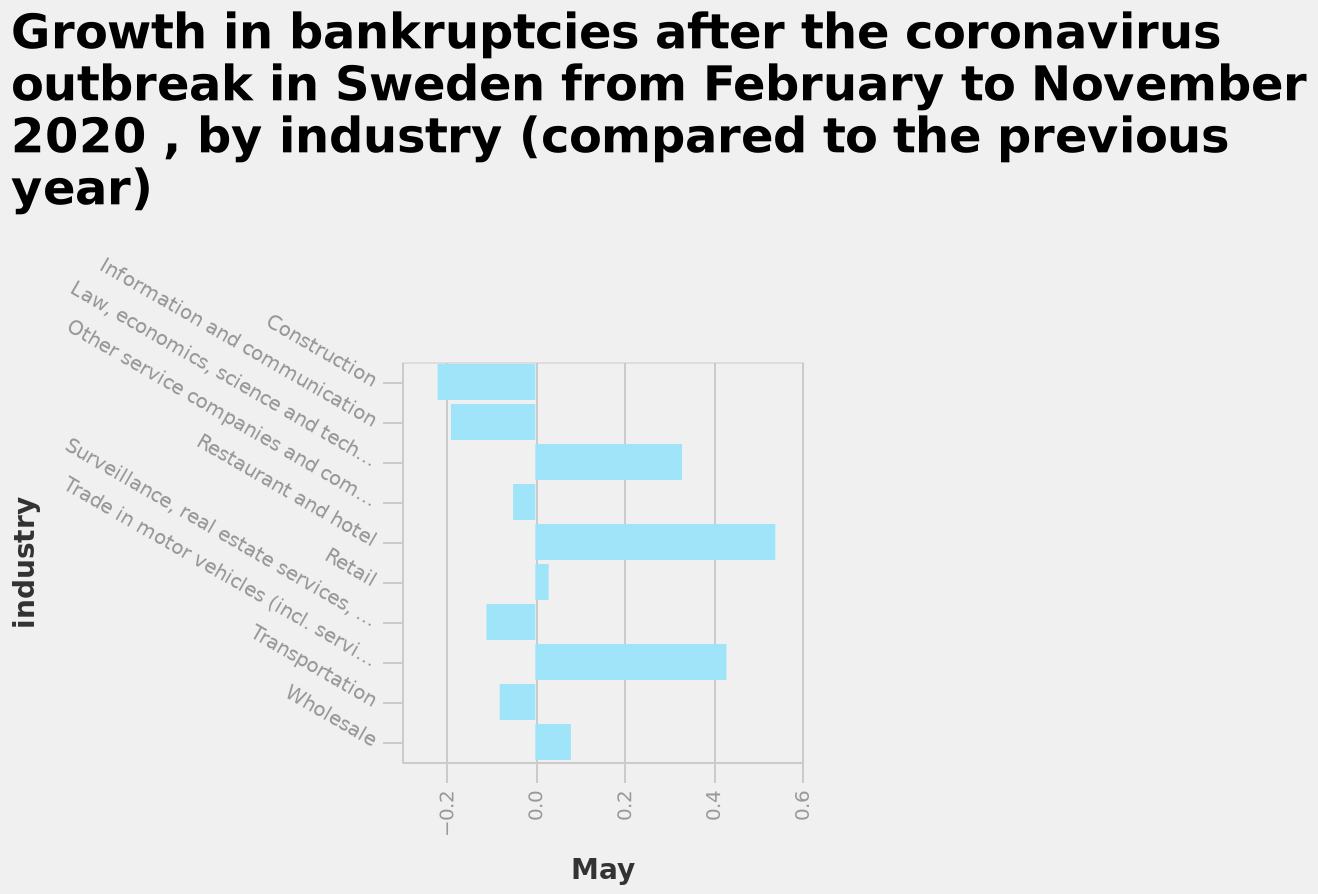 Growth in bankruptcies after the coronavirus
outbreak in Sweden from February to November
2020 , by industry (compared to the previous
year)
Construction
Information and communication
Law, economics, science and tech…
Other service companies and com…
Restaurant and hotel
Retail
Surveillance, real estate services, …
Trade in motor vehicles (incl. servi…
Transportation
Wholesale
industry
−0.2
0.0
0.2
0.4
0.6
May